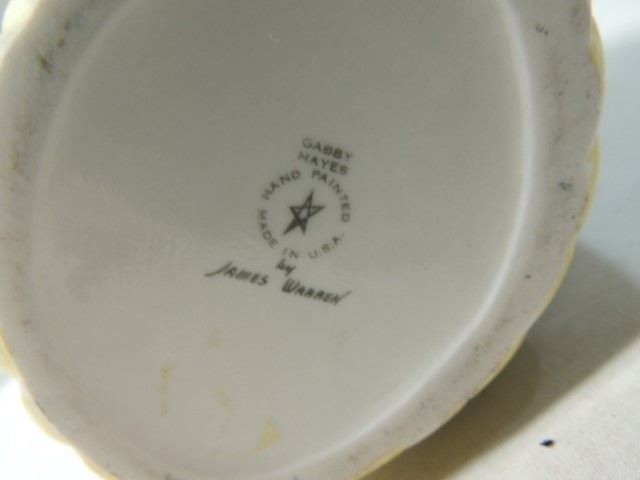 GABBY
HAYES
HAND PAINTED
MADE IN U.S.A.
by
JAMES WARREN